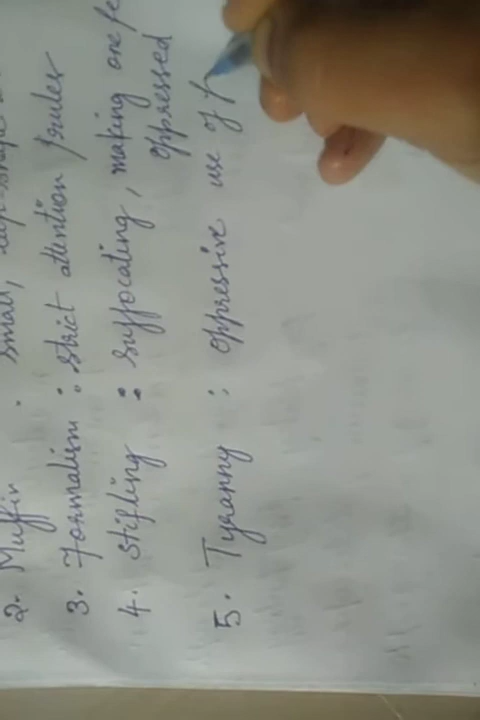 2. Muffin : small,
3. Formalism : strict attention / rules
4. Stifling : suffocating, making one fe
oppressed
5. Tyranny : oppressive use of p